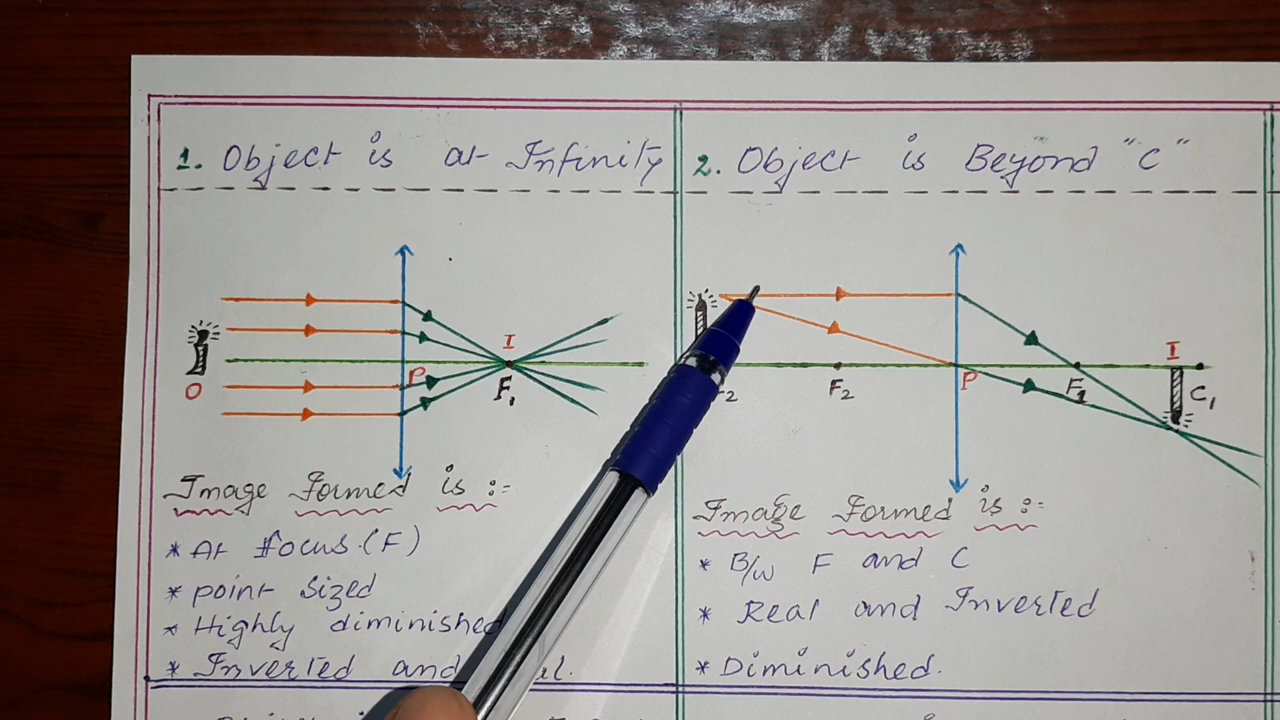 1. Object is at Infinity
I
P
O
F₁
Image Formed is :-
* At focus (F)
* point sized
* Highly diminished
* Inverted and
2. Object is Beyond "C"
I
F₂
P
F₁
C₁
Image Formed is :-
* B/w F and C
* Real and Inverted
* Diminished.